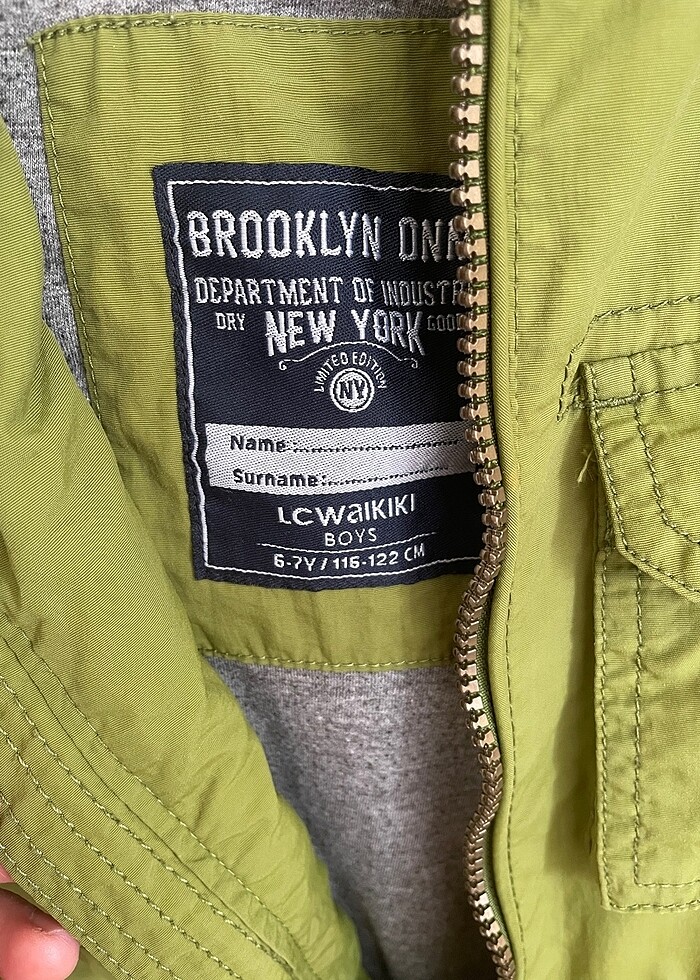 BROOKLYN
DEPARTMENT OF
DRY NEW YORK
LIMITED EDITION
NY
Name:
Surname:
LCWAIKIKI
BOYS
6-7Y / 116-122 CM